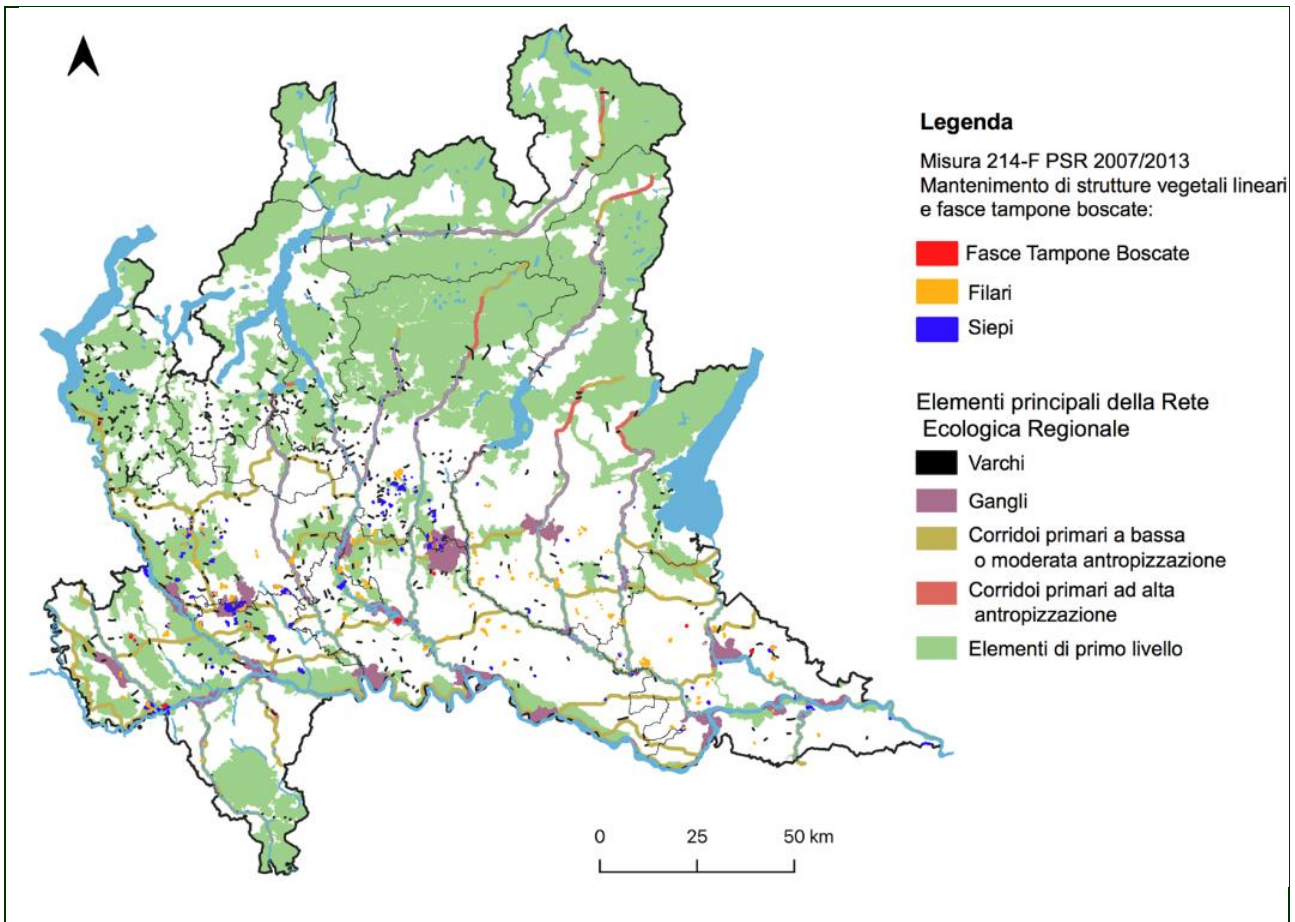 Legenda
Misura 214-F PSR 2007/2013
Mantenimento di strutture vegetali lineari
e fasce tampone boscate:
Fasce Tampone Boscate
Filari
Siepi
Elementi principali della Rete
Ecologica Regionale
Varchi
Gangli
Corridoi primari a bassa
o moderata antropizzazione
Corridoi primari ad alta
antropizzazione
Elementi di primo livello
0 25 50 km